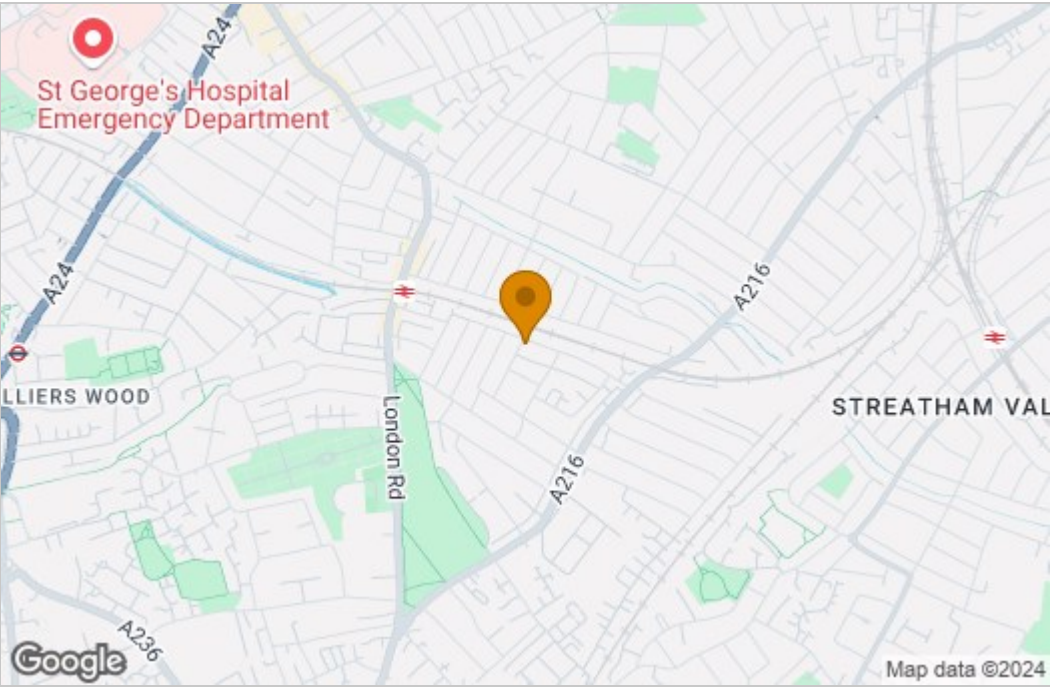 A24
St George's Hospital
Emergency Department
A24
A216
LLIERS WOOD
STREATHAM VAL
London Rd
A216
A236
Google
Map data ©2024